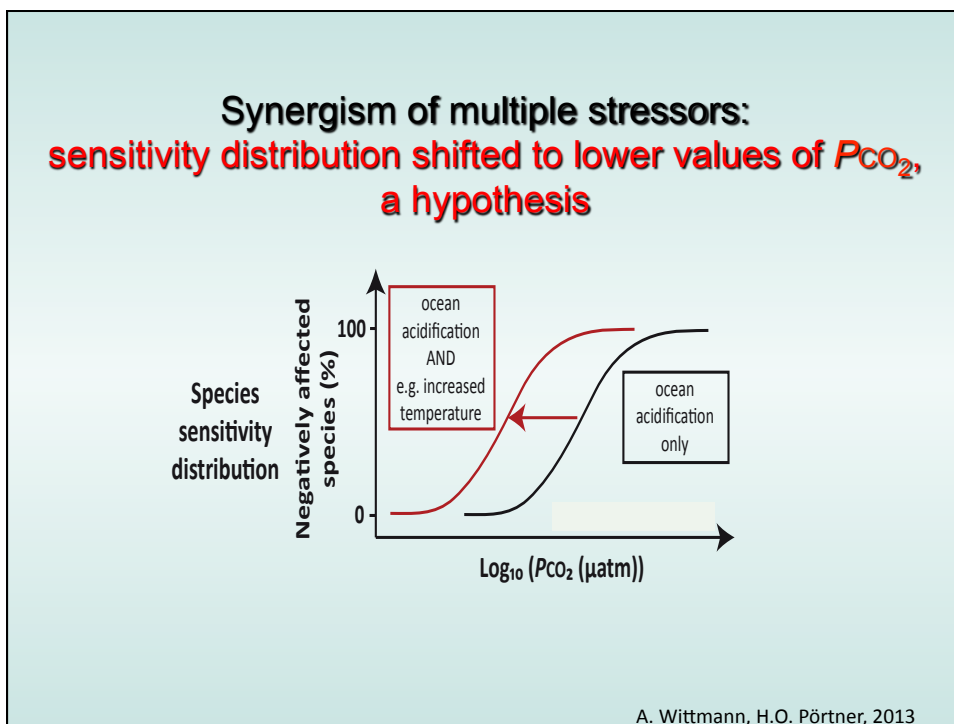 Synergism of multiple stressors:
sensitivity distribution shifted to lower values of PCO₂,
a hypothesis
Species
sensitivity
distribution
Negatively affected
species (%)
100
0
ocean
acidification
AND
e.g. increased
temperature
ocean
acidification
only
Log₁₀ (PCO₂ (µatm))
A. Wittmann, H.O. Pörtner, 2013